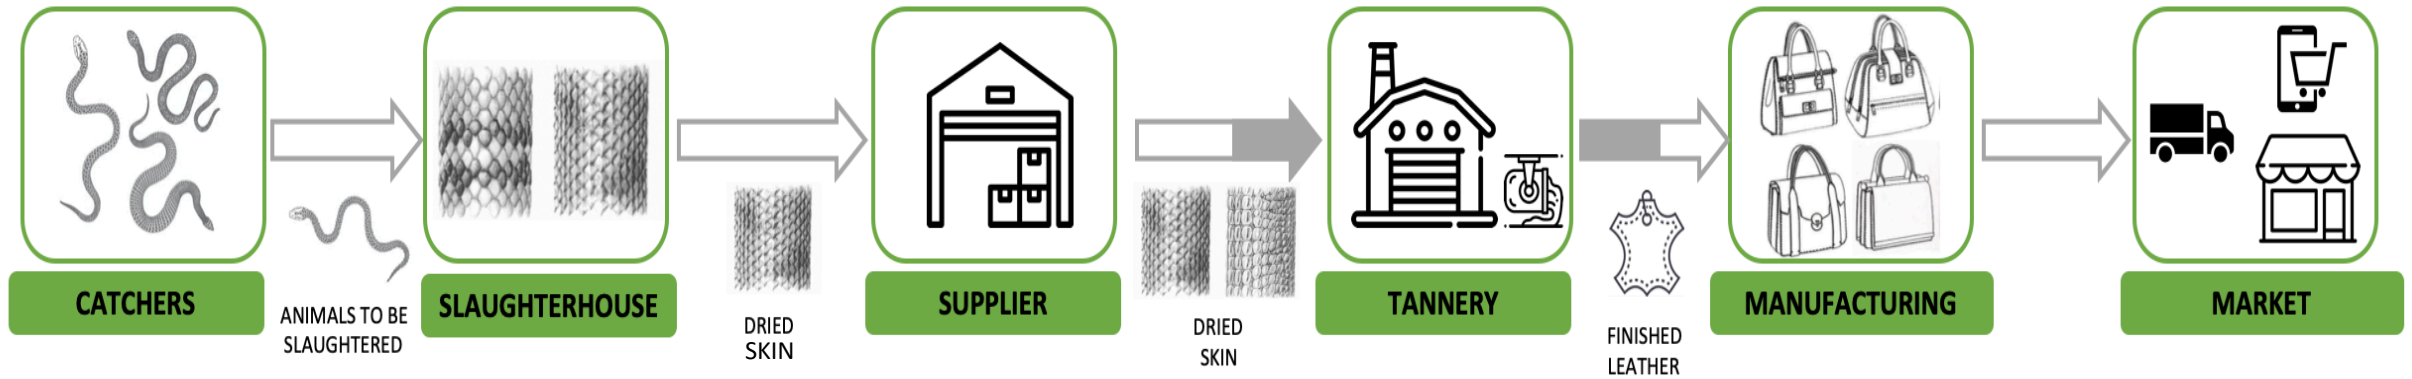 CATCHERS
ANIMALS TO BE
SLAUGHTERED
SLAUGHTERHOUSE
DRIED
SKIN
SUPPLIER
DRIED
SKIN
TANNERY
FINISHED
LEATHER
MANUFACTURING
MARKET